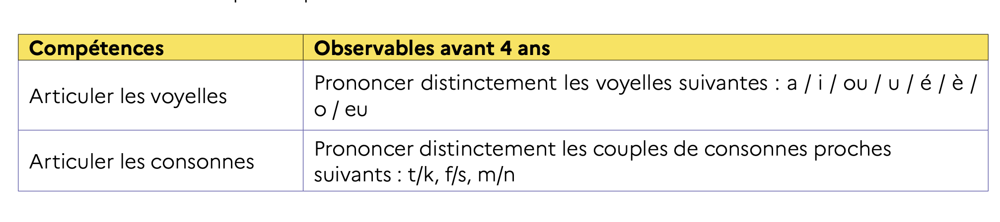 Compétences
Observables avant 4 ans
Articuler les voyelles
Prononcer distinctement les voyelles suivantes : a / i / ou / u / é / è /
o / eu
Articuler les consonnes
Prononcer distinctement les couples de consonnes proches
suivants : t/k, f/s, m/n